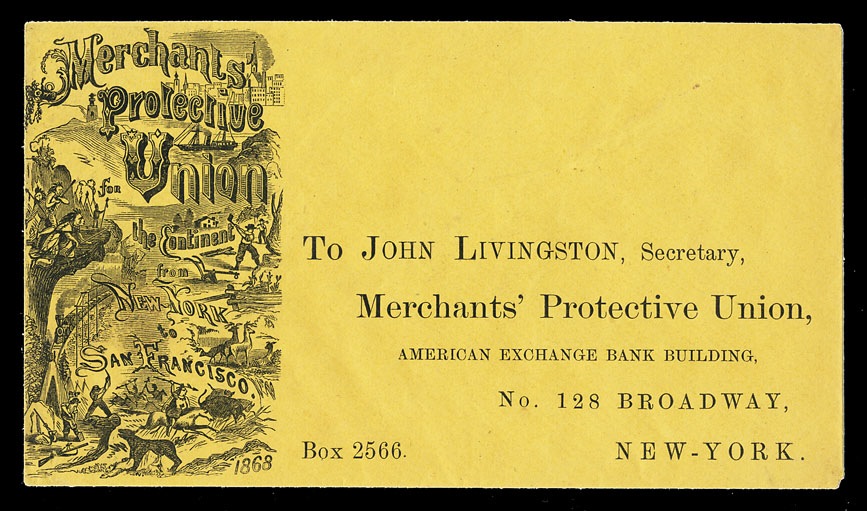 Merchants'
Protective
Union
for
the Continent
from
New-York
to
San Francisco.
1868
To John Livingston, Secretary,
Merchants' Protective Union,
AMERICAN EXCHANGE BANK BUILDING,
No. 128 BROADWAY,
Box 2566.
NEW-YORK.